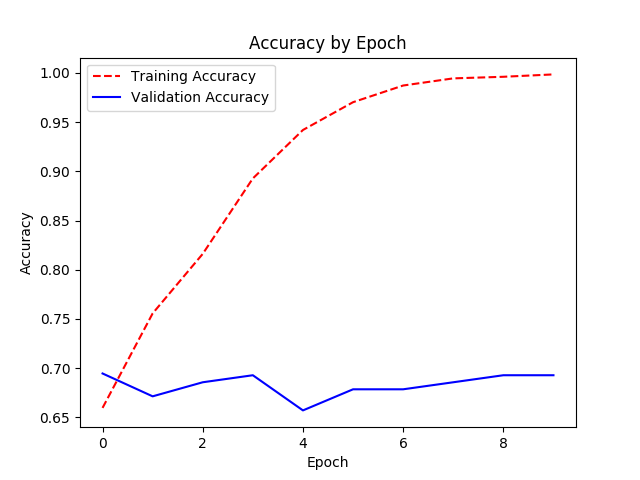 Accuracy by Epoch
Training Accuracy
Validation Accuracy
1.00
0.95
0.90
0.85
0.80
0.75
0.70
0.65
Accuracy
0 2 4 6 8
Epoch